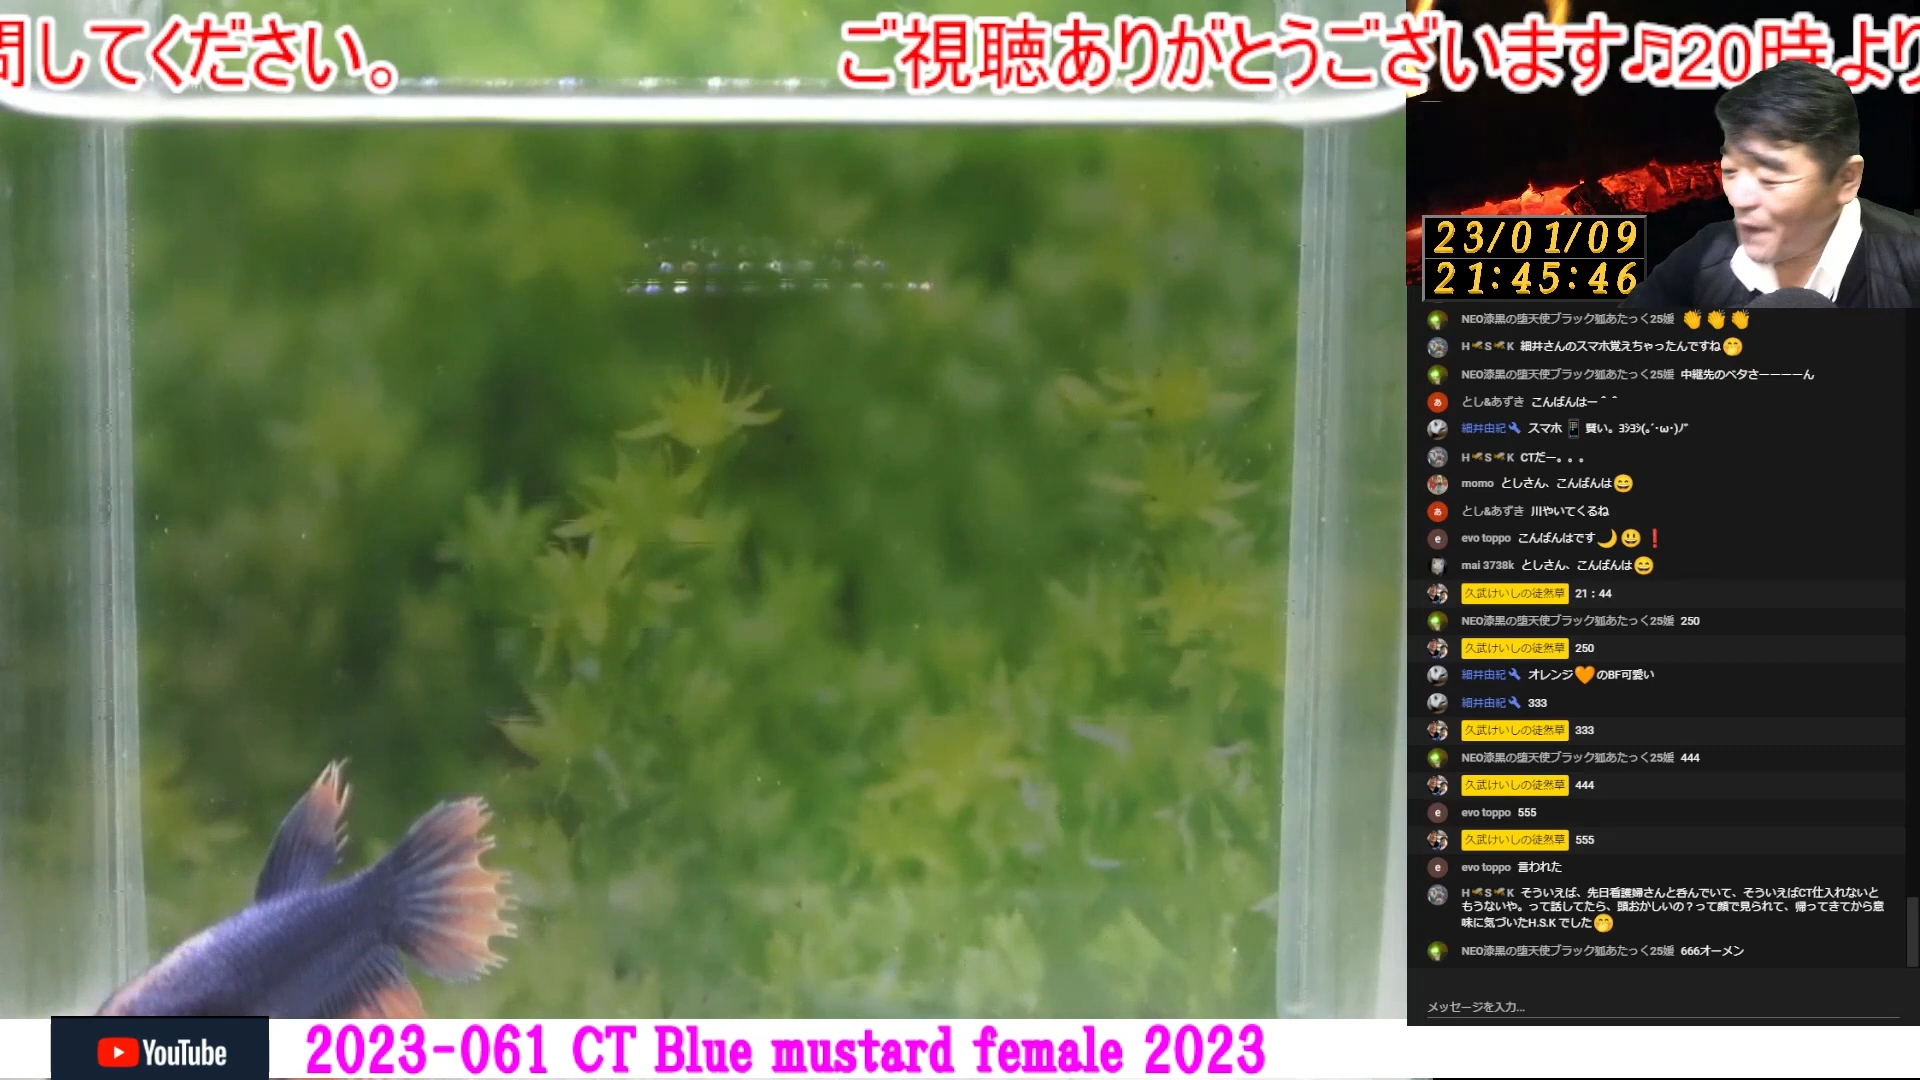 問してください。 ご視聴ありがとうございます♫20時より
23/01/09
21:45:46
NEO漆黒の堕天使ブラック狐あたっく25媛 👏👏👏
H🎺S🎺K 細井さんのスマホ覚えちゃったんですね🤭
NEO漆黒の堕天使ブラック狐あたっく25媛 中継先のベタさーーーーん
あ とし&あずき こんばんはー＾＾
細井由紀🔧 スマホ📱賢い。ﾖｼﾖｼ(｡´･ω･)ﾉﾞ
H🎺S🎺K CTだー。。。
momo としさん、こんばんは😄
あ とし&あずき 川やいてくるね
e evo toppo こんばんはです🌙😃❗
mai 3738k としさん、こんばんは😄
久武けいしの徒然草 21：44
NEO漆黒の堕天使ブラック狐あたっく25媛 250
久武けいしの徒然草 250
細井由紀🔧 オレンジ🧡のBF可愛い
細井由紀🔧 333
久武けいしの徒然草 333
NEO漆黒の堕天使ブラック狐あたっく25媛 444
久武けいしの徒然草 444
e evo toppo 555
久武けいしの徒然草 555
e evo toppo 言われた
H🎺S🎺K そういえば、先日看護婦さんと呑んでいて、そういえばCT仕入れないと
もうないや。って話してたら、頭おかしいの？って顔で見られて、帰ってきてから意
味に気づいたH.S.Kでした🤭
NEO漆黒の堕天使ブラック狐あたっく25媛 666オーメン
メッセージを入力...
YouTube
2023-061 CT Blue mustard female 2023